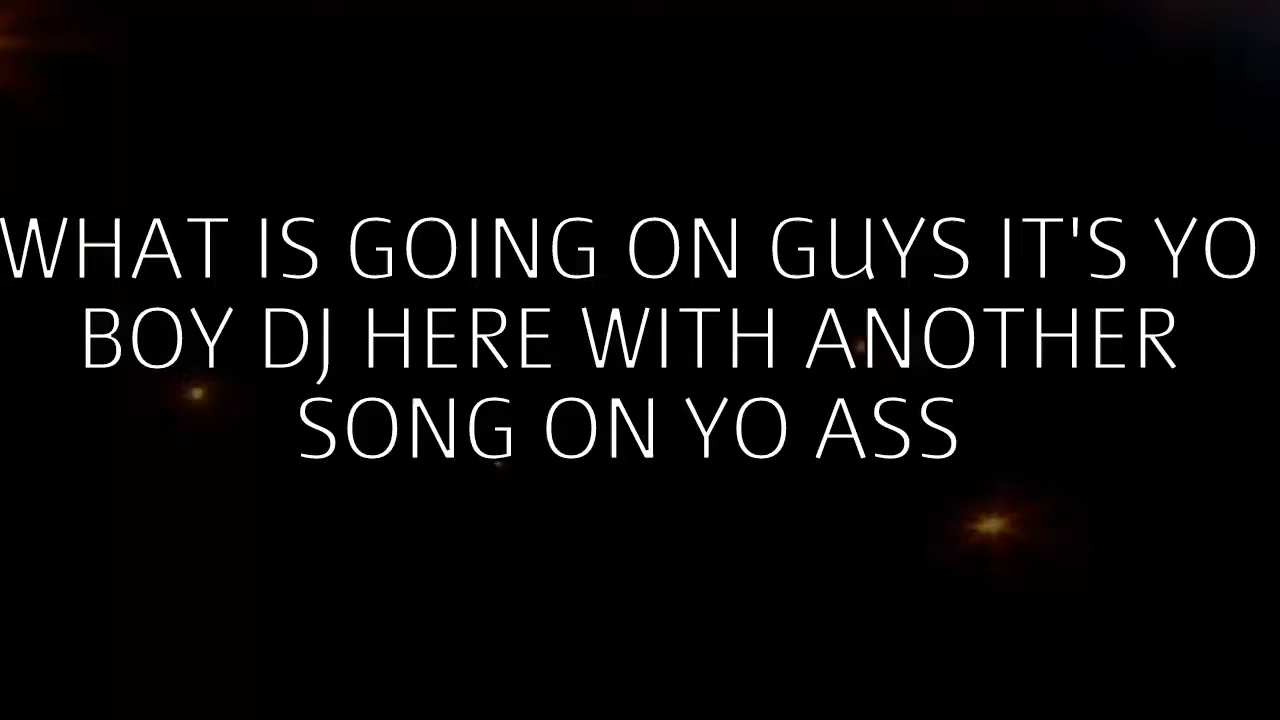 WHAT IS GOING ON GUYS IT'S YO
BOY DJ HERE WITH ANOTHER
SONG ON YO ASS